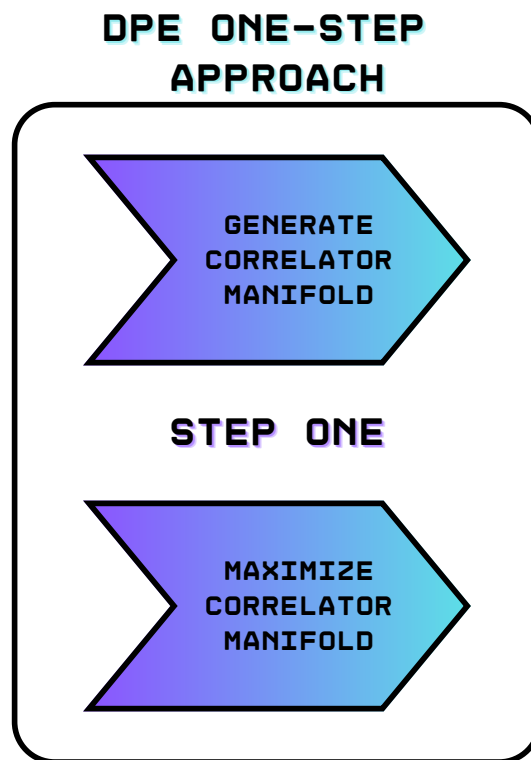 DPE ONE-STEP
APPROACH
GENERATE
CORRELATOR
MANIFOLD
STEP ONE
MAXIMIZE
CORRELATOR
MANIFOLD